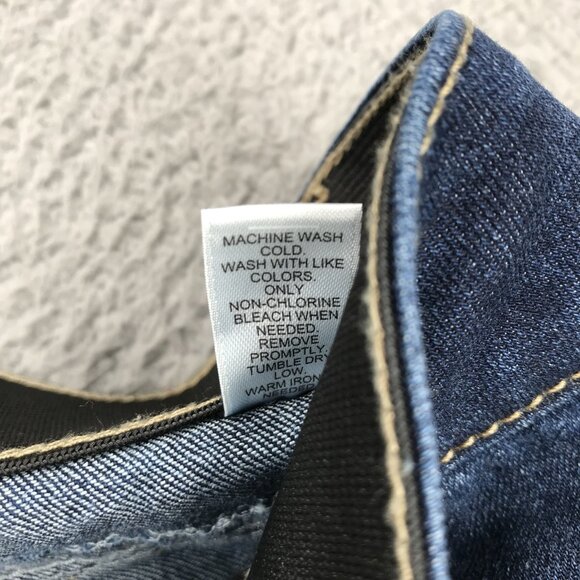 MACHINE WASH
COLD.
WASH WITH LIKE
COLORS.
ONLY
NON-CHLORINE
BLEACH WHEN
NEEDED.
REMOVE
PROMPTLY.
TUMBLE DRY
LOW.
WARM IRON
NEEDED